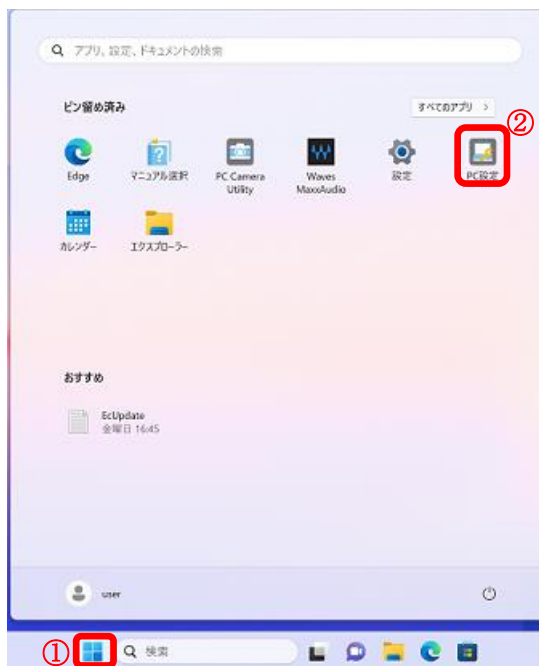 アプリ、設定、ドキュメントの検索
ピン留め済み
すべてのアプリ >
②
Edge
マニュアル選択
PC Camera
Utility
Waves
MaxxAudio
設定
PC設定
カレンダー
エクスプローラー
おすすめ
EcUpdate
金曜日 16:45
user
①
検索